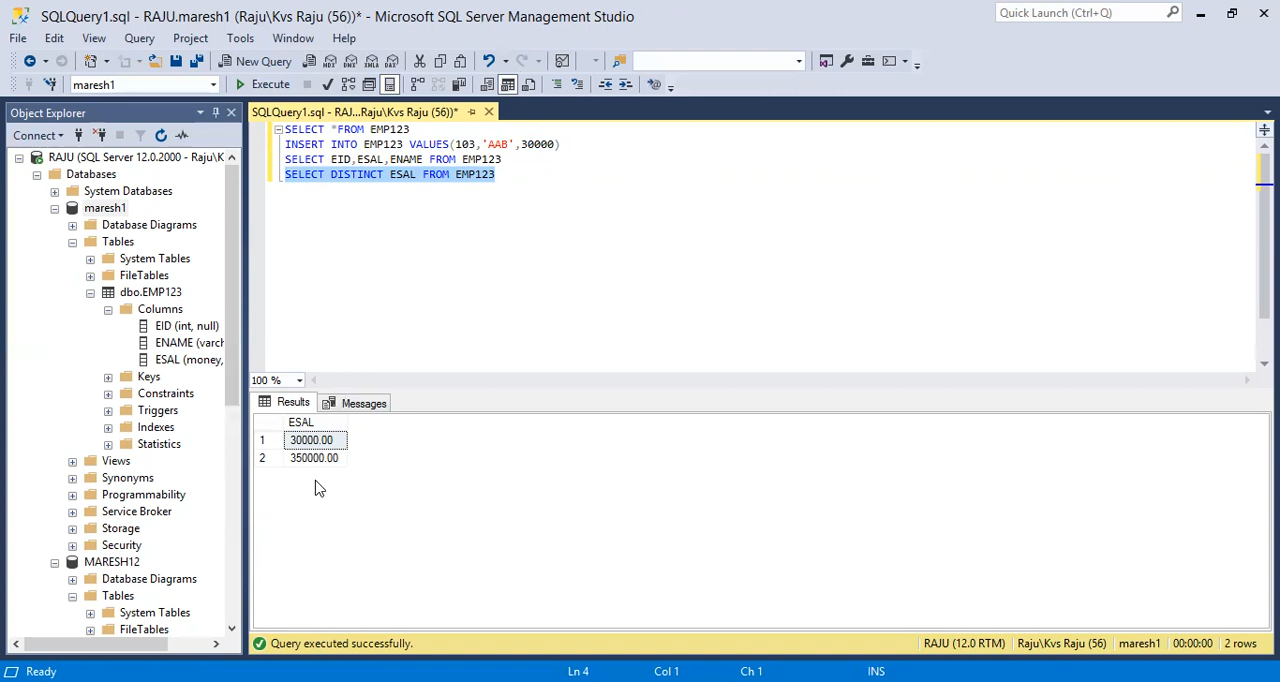 SQLQuery1.sql - RAJU.maresh1 (Raju\Kvs Raju (56))* - Microsoft SQL Server Management Studio
Quick Launch (Ctrl+Q)
File Edit View Query Project Tools Window Help
New Query
MDX DMX XMLA DAX
maresh1
Execute
Object Explorer
SQLQuery1.sql - RAJ...Raju\Kvs Raju (56))*
Connect
RAJU (SQL Server 12.0.2000 - Raju\K
Databases
System Databases
maresh1
Database Diagrams
Tables
System Tables
FileTables
dbo.EMP123
Columns
EID (int, null)
ENAME (varch
ESAL (money,
Keys
Constraints
Triggers
Indexes
Statistics
Views
Synonyms
Programmability
Service Broker
Storage
Security
MARESH12
Database Diagrams
Tables
System Tables
FileTables
SELECT *FROM EMP123
INSERT INTO EMP123 VALUES(103,'AAB',30000)
SELECT EID,ESAL,ENAME FROM EMP123
SELECT DISTINCT ESAL FROM EMP123
100 %
Results Messages
ESAL
1 30000.00
2 350000.00
Query executed successfully.
RAJU (12.0 RTM) Raju\Kvs Raju (56) maresh1 00:00:00 2 rows
Ready Ln 4 Col 1 Ch 1 INS